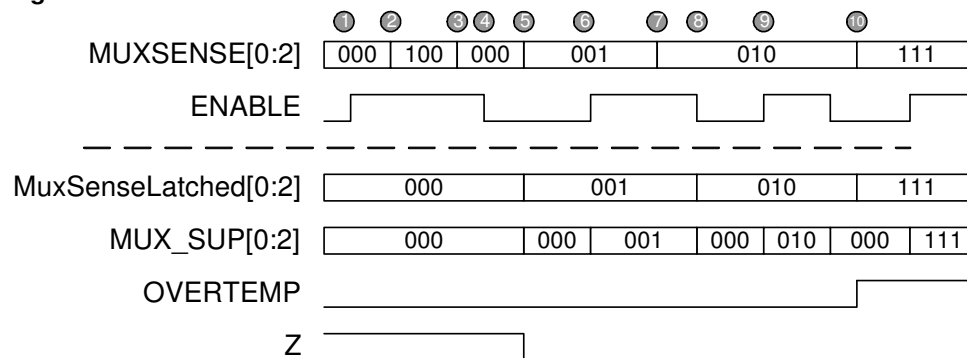 1 2 3 4 5 6 7 8 9 10
MUXSENSE[0:2] 000 100 000 001 010 111
ENABLE
MuxSenseLatched[0:2] 000 001 010 111
MUX_SUP[0:2] 000 000 001 000 010 000 111
OVERTEMP
Z